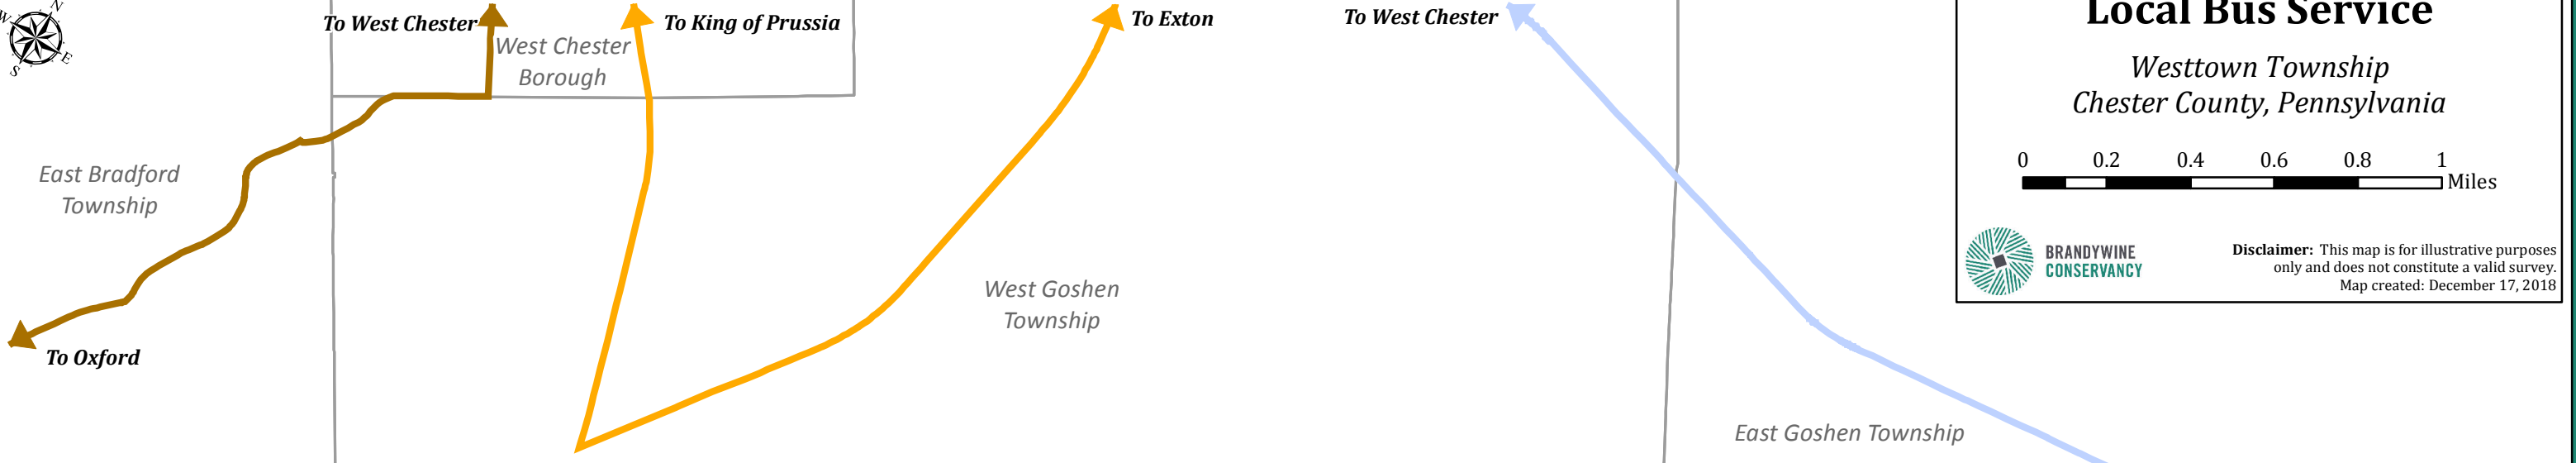 N
W
S
E
To West Chester
West Chester
Borough
To King of Prussia
To Exton
To West Chester
East Bradford
Township
To Oxford
West Goshen
Township
East Goshen Township
Local Bus Service
Westtown Township
Chester County, Pennsylvania
0 0.2 0.4 0.6 0.8 1
Miles
BRANDYWINE
CONSERVANCY
Disclaimer: This map is for illustrative purposes
only and does not constitute a valid survey.
Map created: December 17, 2018